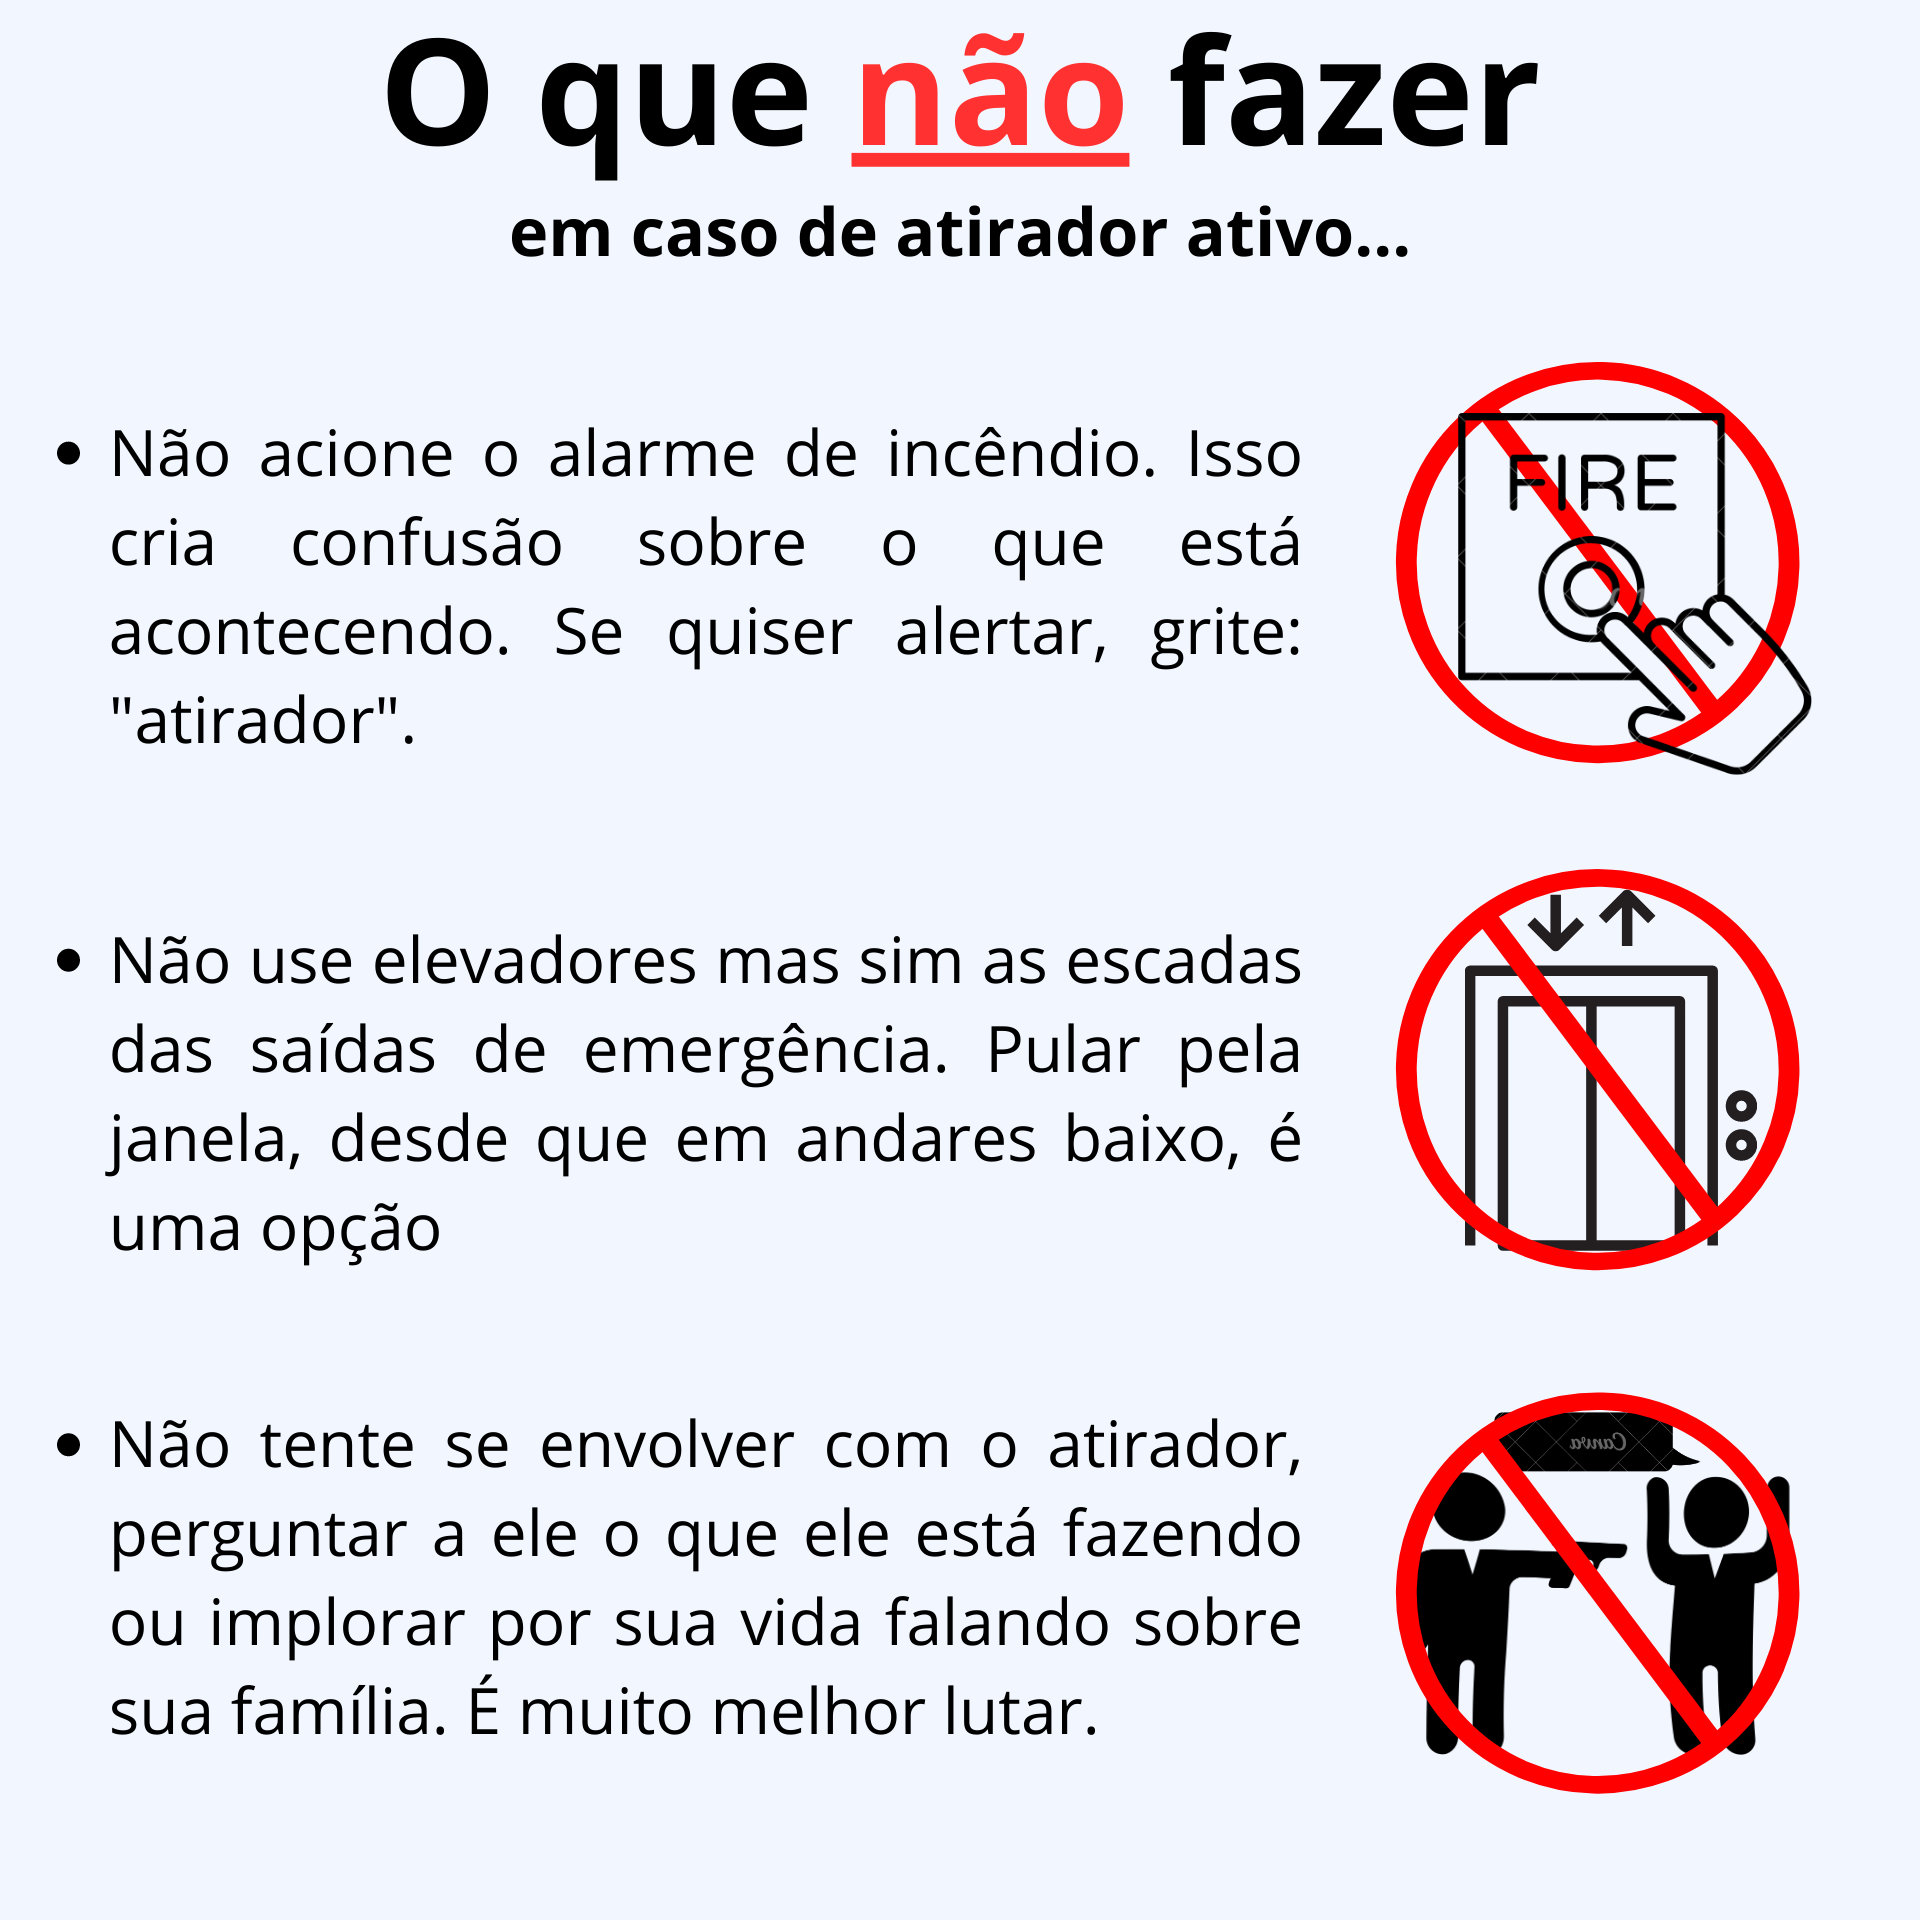 O que não fazer
em caso de atirador ativo...
• Não acione o alarme de incêndio. Isso
cria confusão sobre o que está
acontecendo. Se quiser alertar, grite:
"atirador".
FIRE
• Não use elevadores mas sim as escadas
das saídas de emergência. Pular pela
janela, desde que em andares baixo, é
uma opção
• Não tente se envolver com o atirador,
perguntar a ele o que ele está fazendo
ou implorar por sua vida falando sobre
sua família. É muito melhor lutar.
Canva